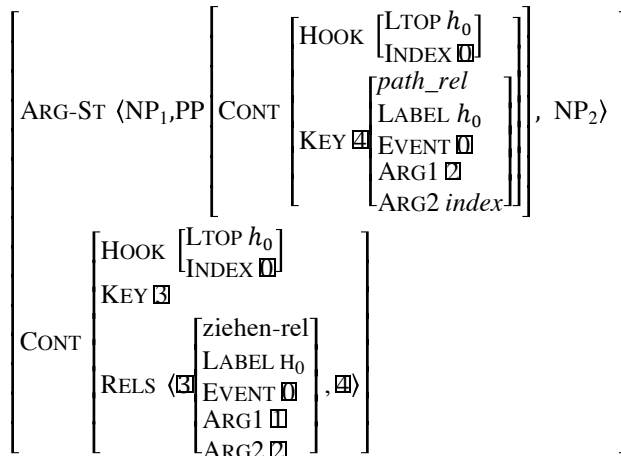 HOOK [LTOP h₀
INDEX 0]
path_rel
ARG-ST ⟨NP₁,PP [CONT
LABEL h₀
, NP₂⟩
KEY 4
EVENT 0
ARG1 2
ARG2 index
HOOK [LTOP h₀
INDEX 0]
KEY 3
ziehen-rel
CONT
LABEL H₀
RELS ⟨3
EVENT 0
, 4⟩
ARG1 1
ARG2 2